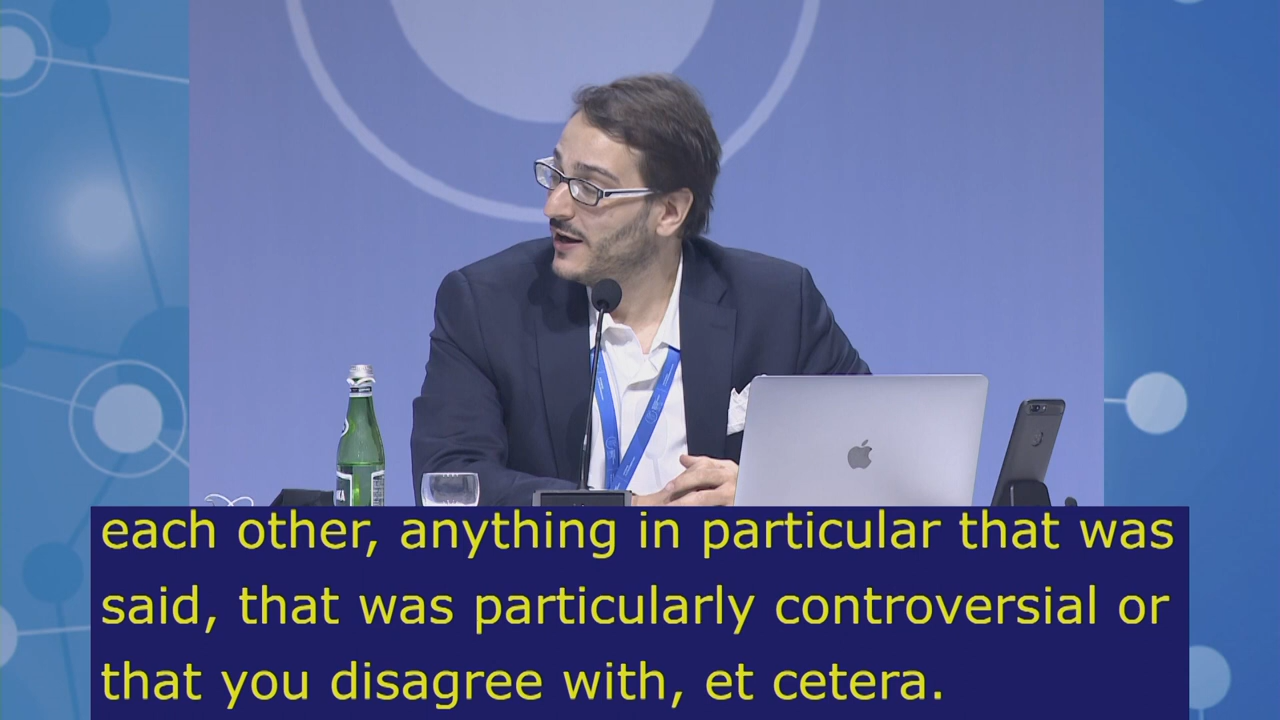 each other, anything in particular that was
said, that was particularly controversial or
that you disagree with, et cetera.